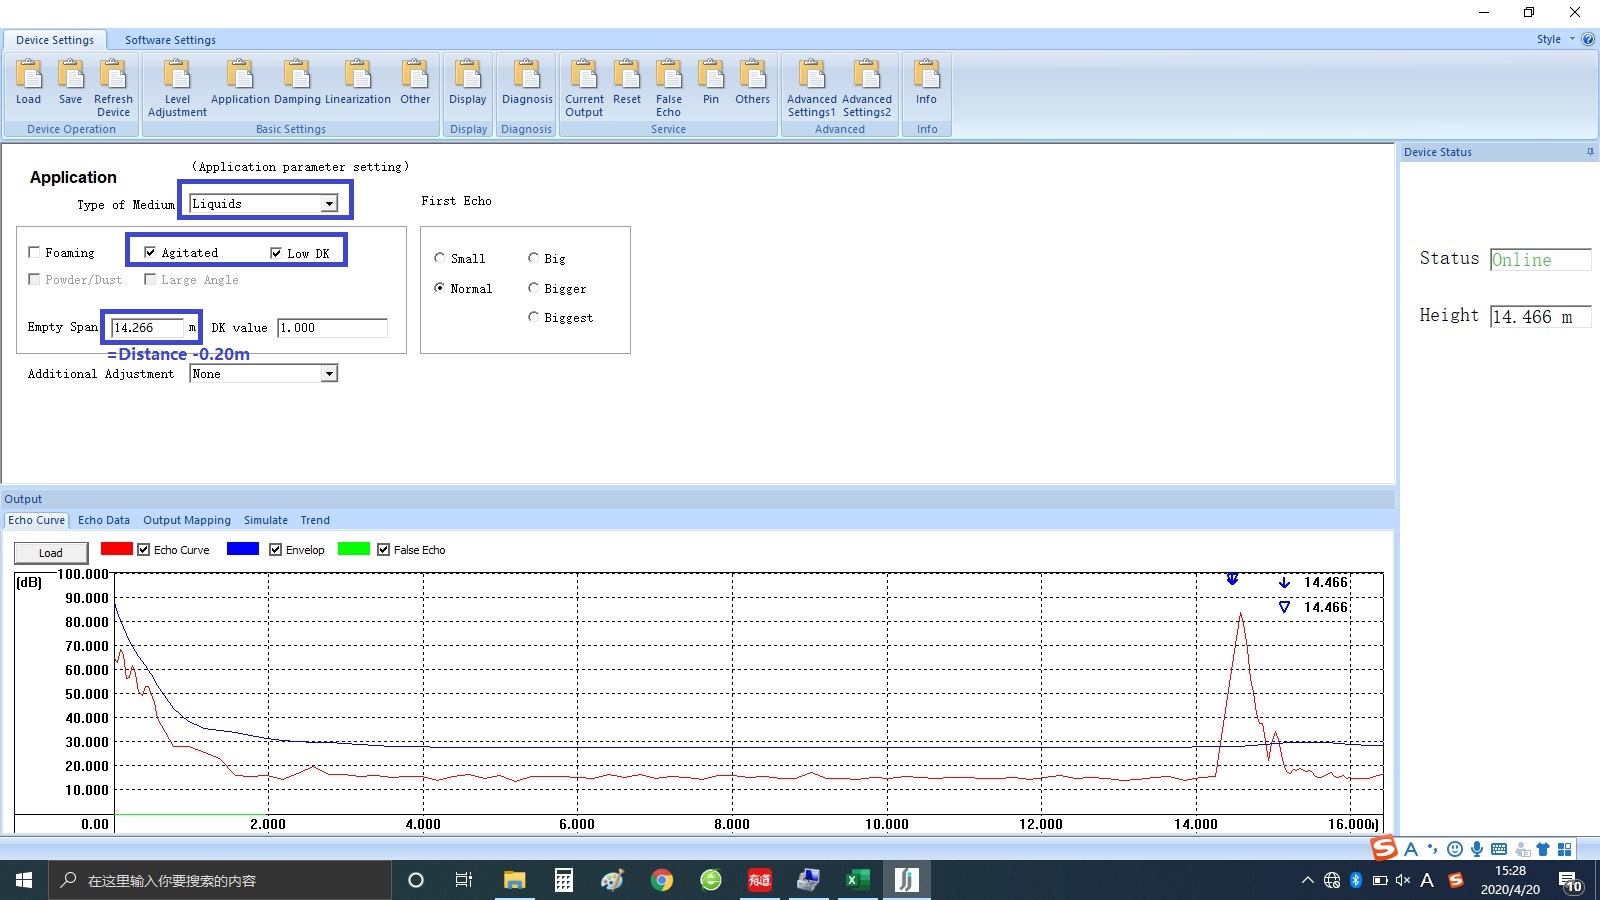 Device Settings Software Settings Style
Load Save Refresh Device Level Adjustment Application Damping Linearization Other Display Diagnosis Current Output Reset False Echo Pin Others Advanced Settings1 Advanced Settings2 Info
Device Operation Basic Settings Display Diagnosis Service Advanced Info
(Application parameter setting)
Application
Type of Medium Liquids
First Echo
Foaming Agitated Low DK
Powder/Dust Large Angle
Small Big
Normal Bigger
Biggest
Empty Span 14.266 m DK value 1.000
=Distance -0.20m
Additional Adjustment None
Device Status
Status Online
Height 14.466 m
Output
Echo Curve Echo Data Output Mapping Simulate Trend
Load Echo Curve Envelop False Echo
(dB) 100.000
90.000
80.000
70.000
60.000
50.000
40.000
30.000
20.000
10.000
14.466
14.466
0.00 2.000 4.000 6.000 8.000 10.000 12.000 14.000 16.000
在这里输入你要搜索的内容
有道
A
15:28
2020/4/20
10